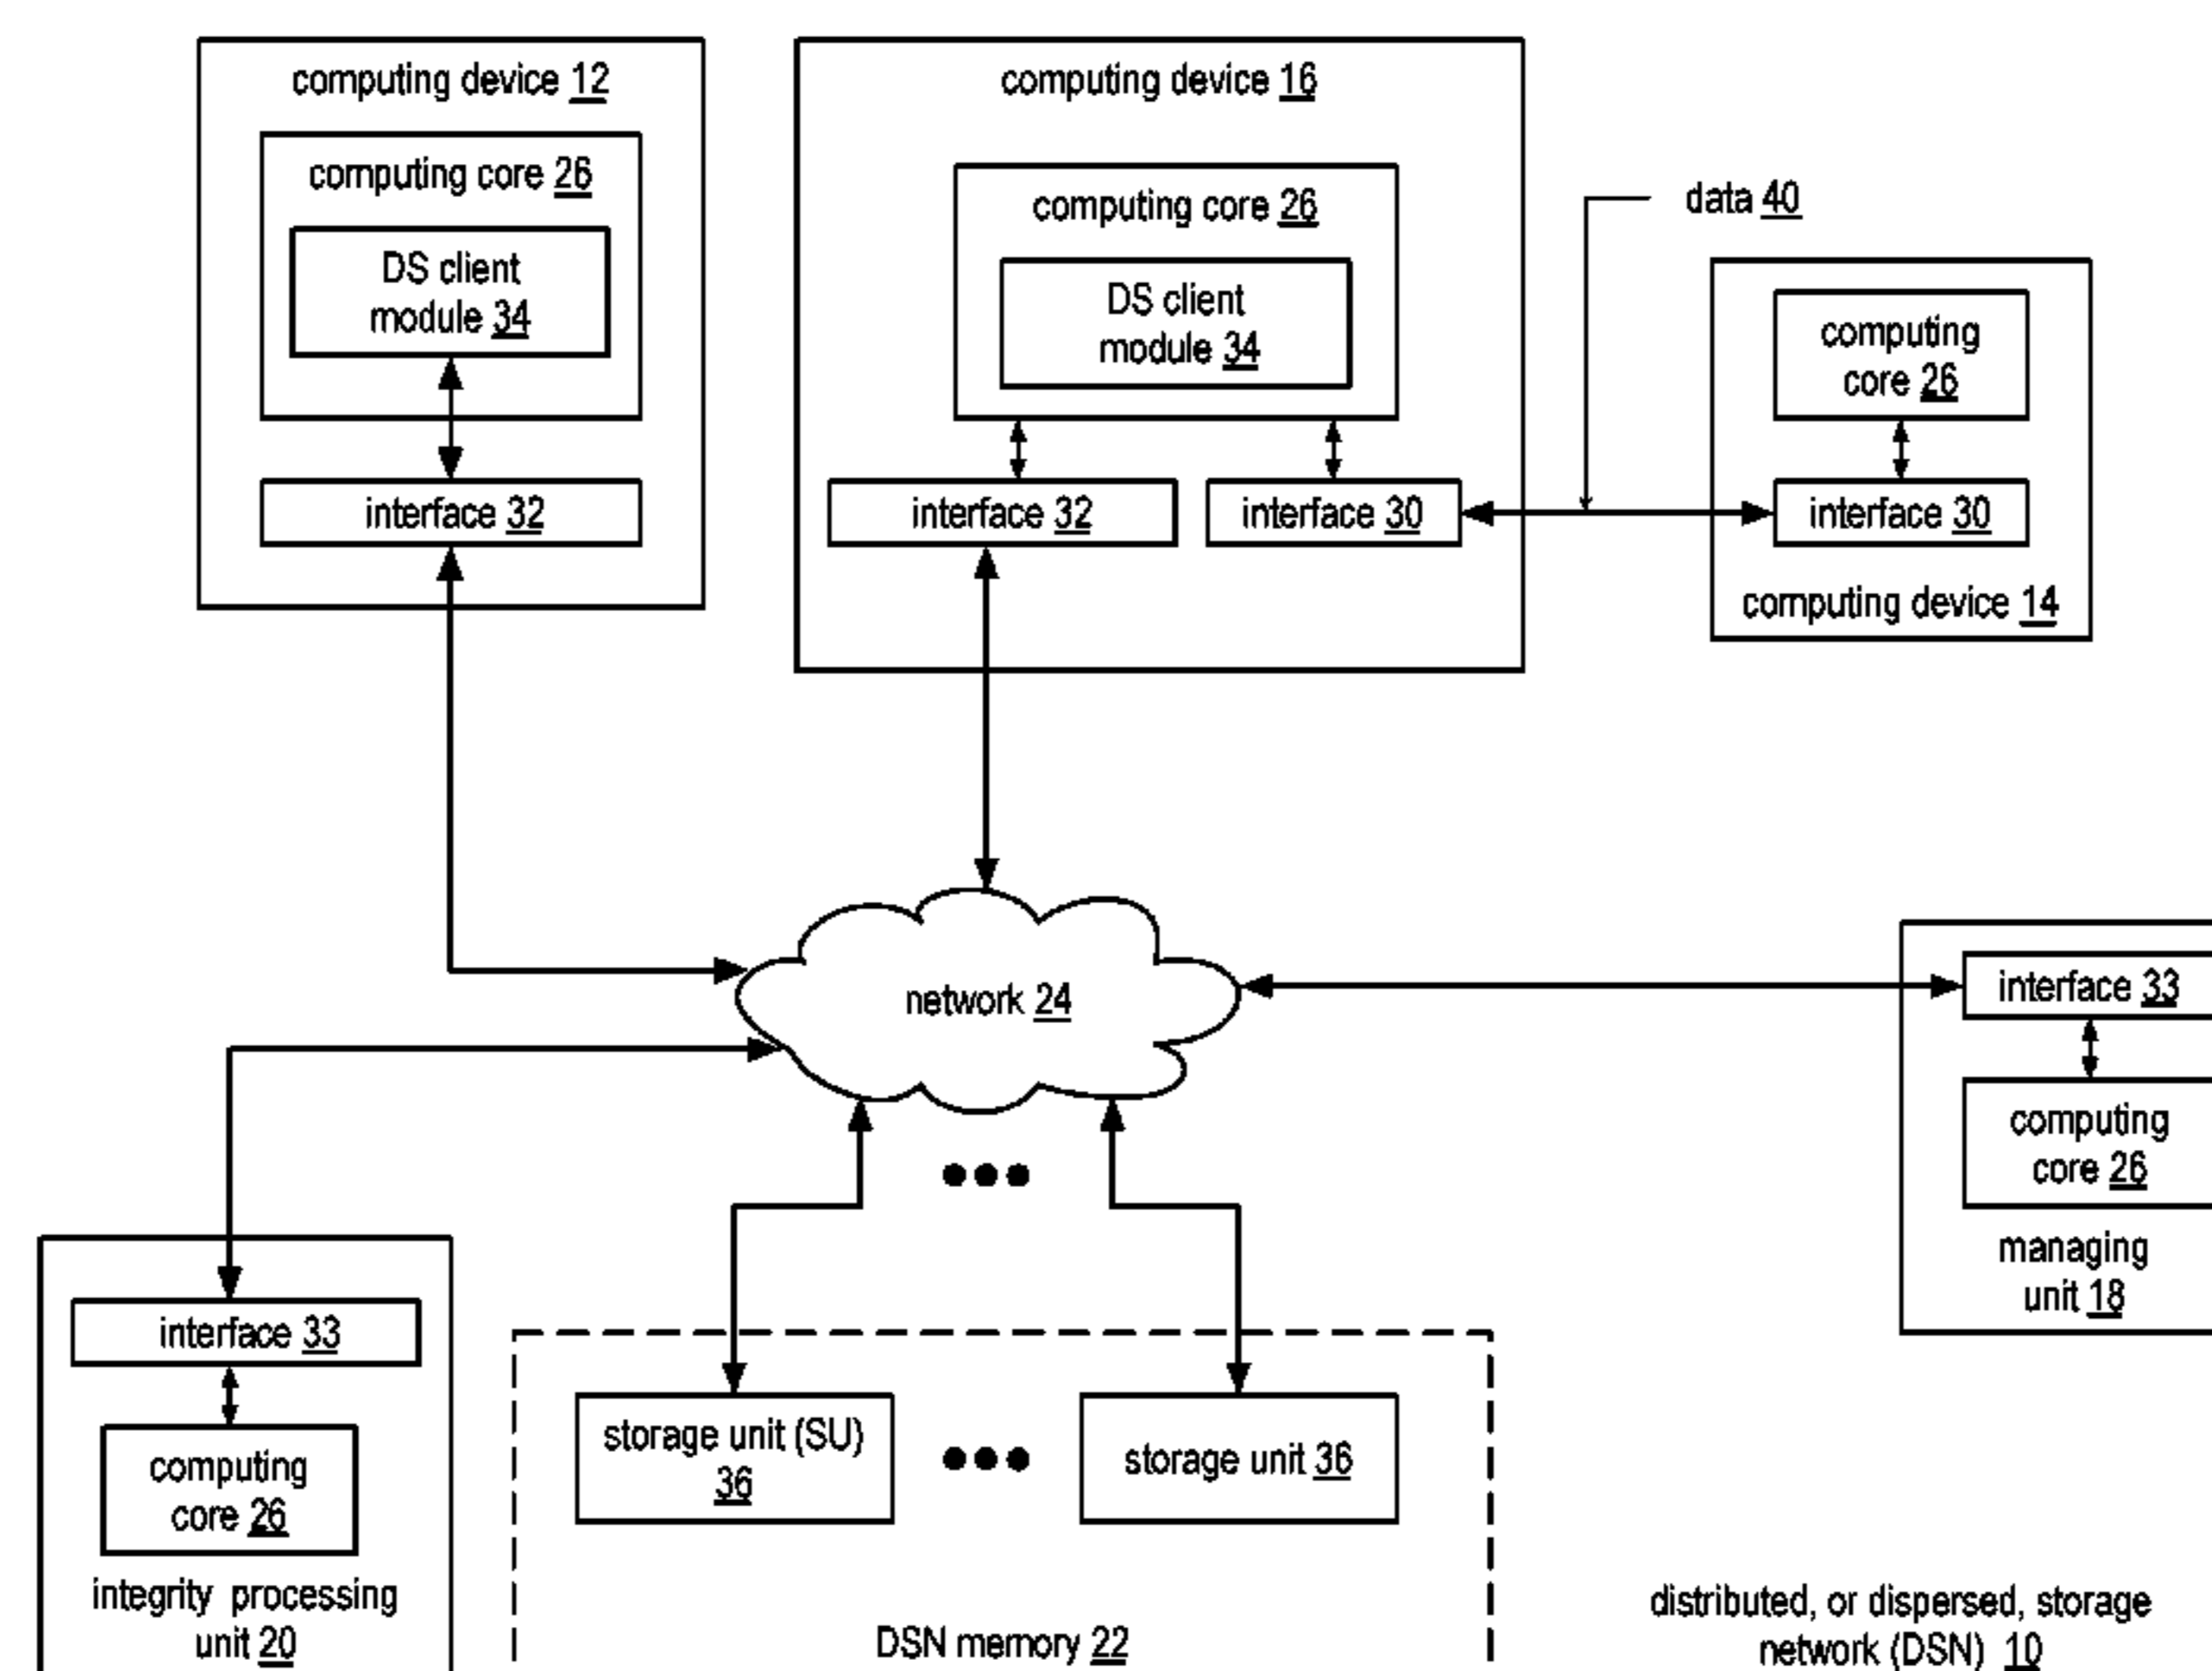 computing device 12
computing core 26
DS client
module 34
interface 32
computing device 16
computing core 26
DS client
module 34
interface 32
interface 30
data 40
computing
core 26
interface 30
computing device 14
network 24
interface 33
computing
core 26
managing
unit 18
interface 33
computing
core 26
integrity processing
unit 20
storage unit (SU)
36
storage unit 36
DSN memory 22
distributed, or dispersed, storage
network (DSN) 10